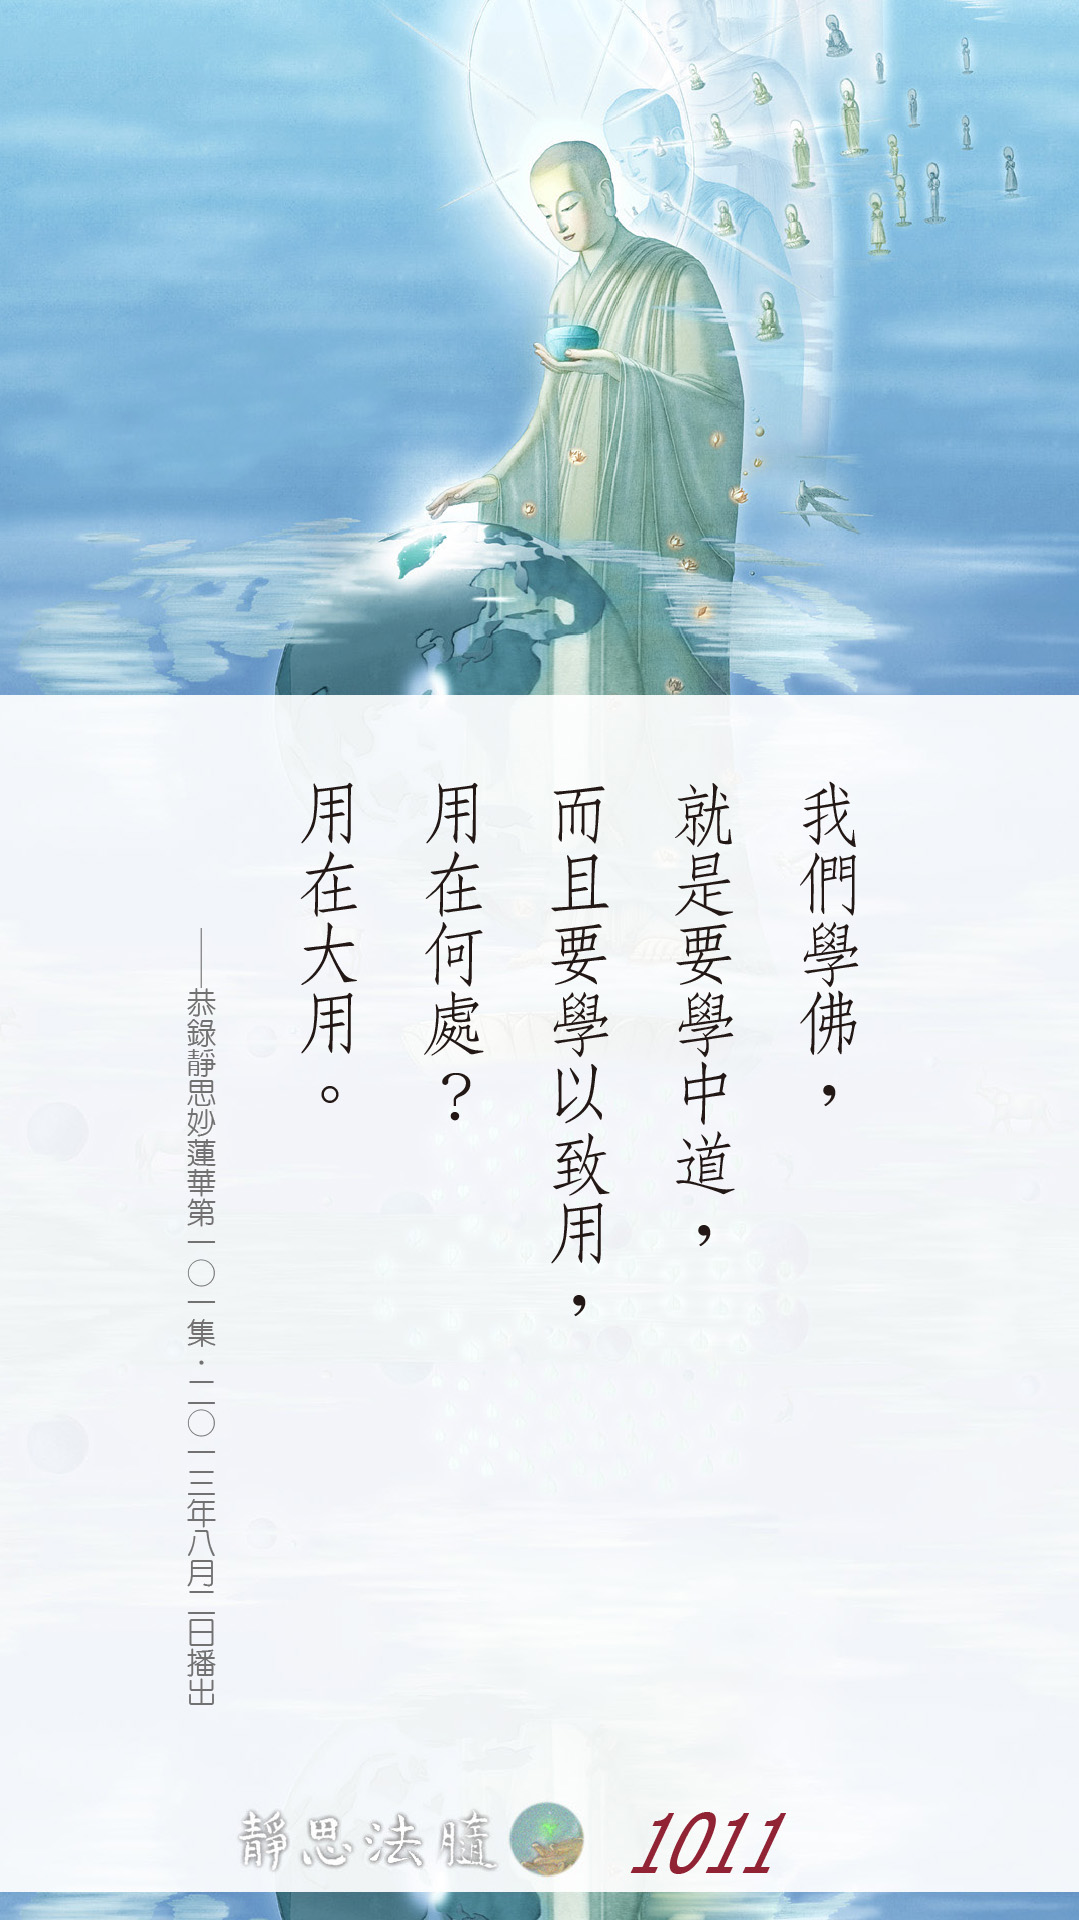 我們學佛，
就是要學中道，
而且要學以致用，
用在何處？
用在大用。
——恭錄靜思妙蓮華第一〇一集．二〇一三年八月二日播出
靜思法髓
1011